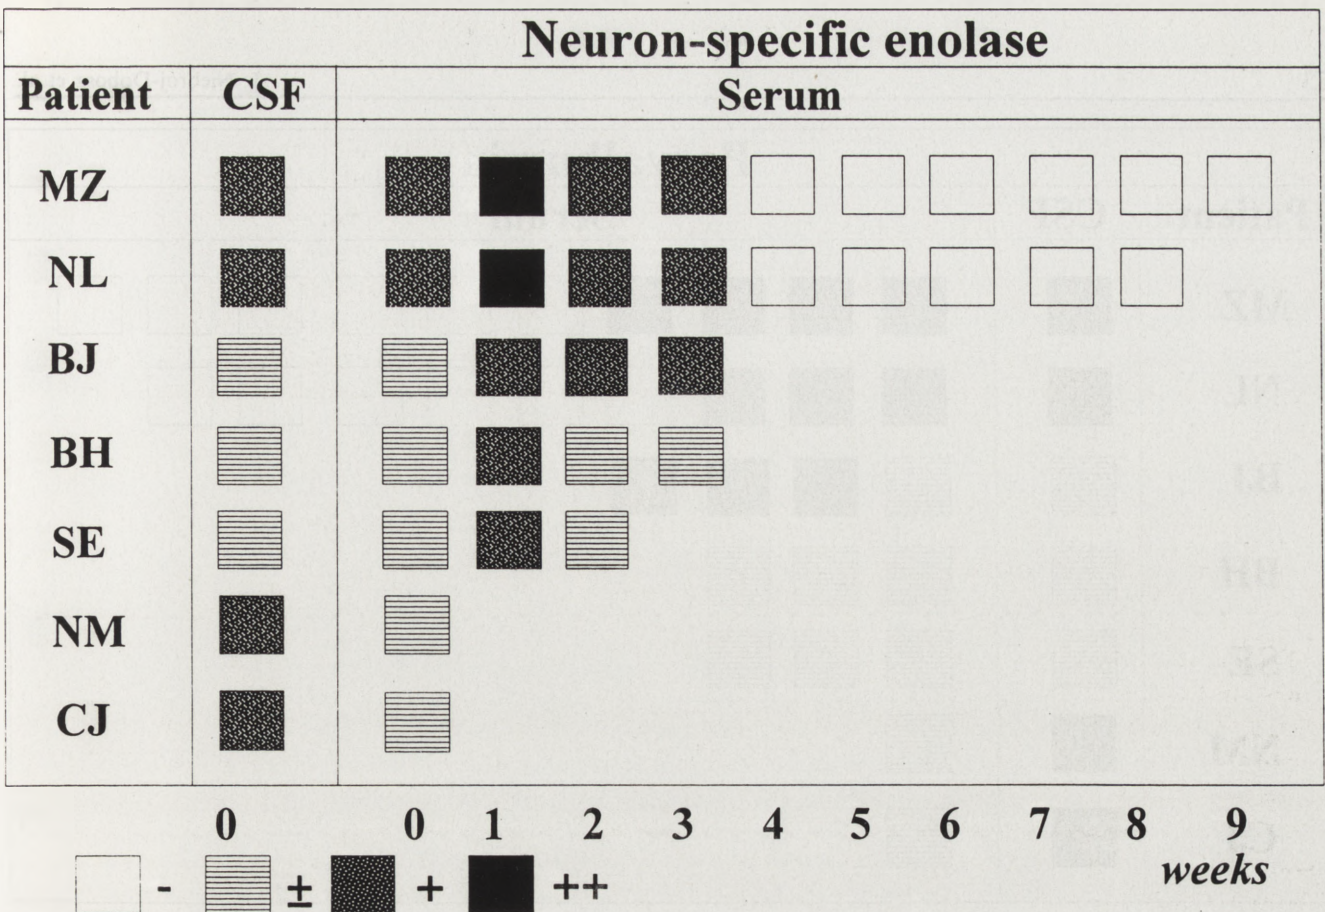 Neuron-specific enolase
Patient CSF Serum
MZ
NL
BJ
BH
SE
NM
CJ
0 0 1 2 3 4 5 6 7 8 9
weeks
- ± + ++